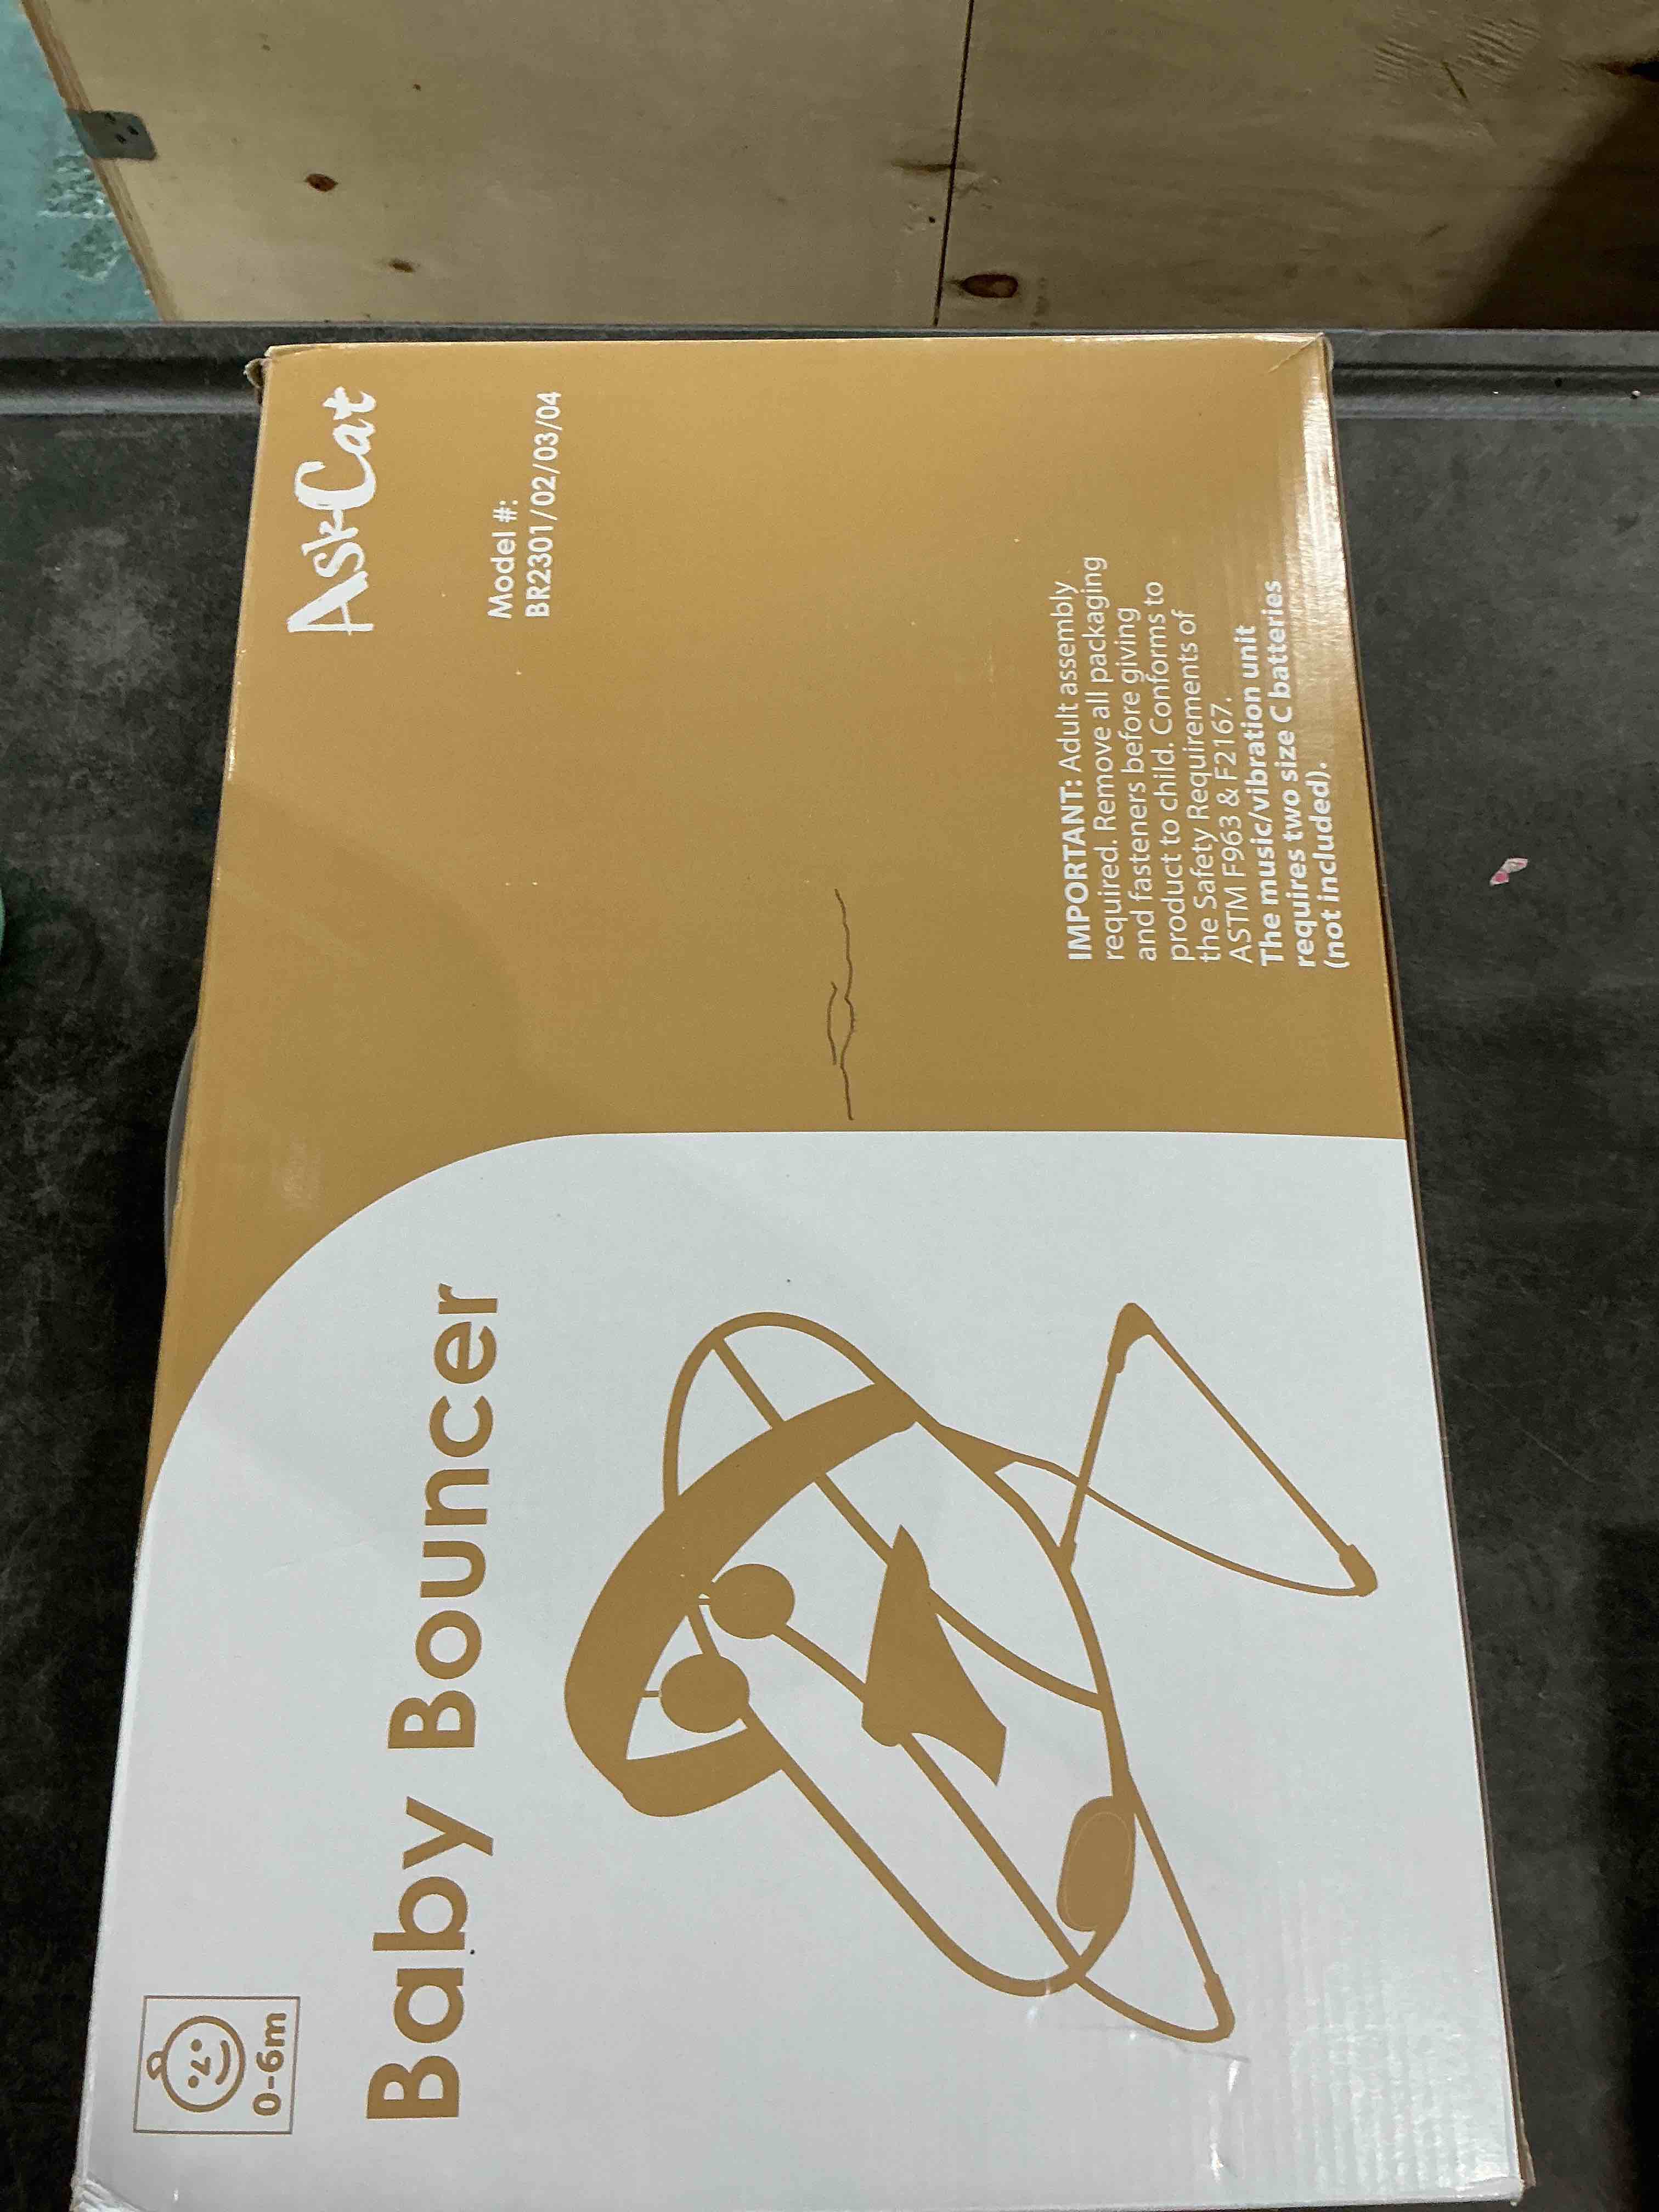 0-6m
Baby Bouncer
AskCat
Model #:
BR2301/02/03/04
IMPORTANT: Adult assembly
required. Remove all packaging
and fasteners before giving
product to child. Conforms to
the Safety Requirements of
ASTM F963 & F2167.
The music/vibration unit
requires two size C batteries
(not included).